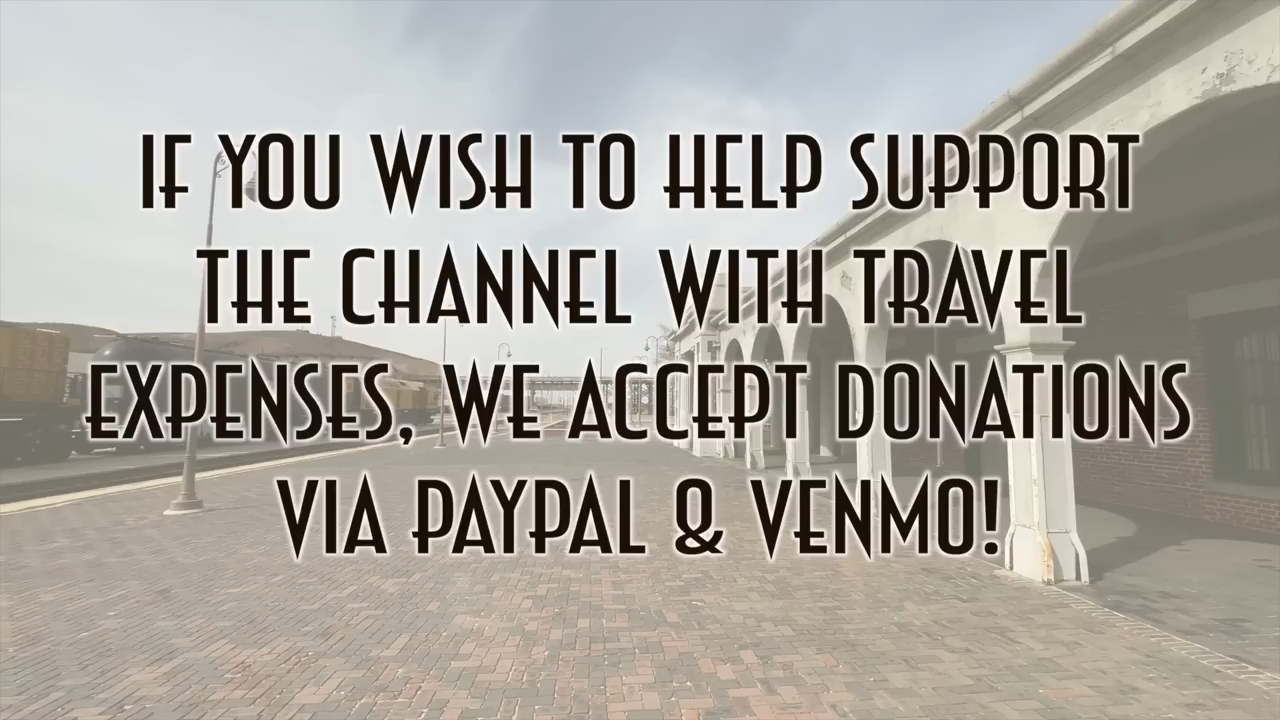 IF YOU WISH TO HELP SUPPORT
THE CHANNEL WITH TRAVEL
EXPENSES, WE ACCEPT DONATIONS
VIA PAYPAL & VENMO!